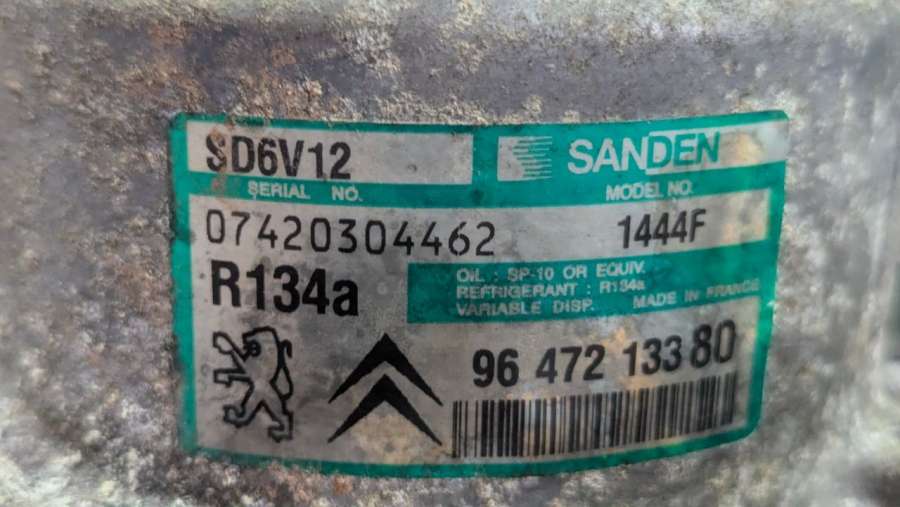 SD6V12
SANDEN
SERIAL NO.
MODEL NO.
07420304462
1444F
R134a
OIL : SP-10 OR EQUIV.
REFRIGERANT : R134a
VARIABLE DISP. MADE IN FRANCE
96 472 133 80